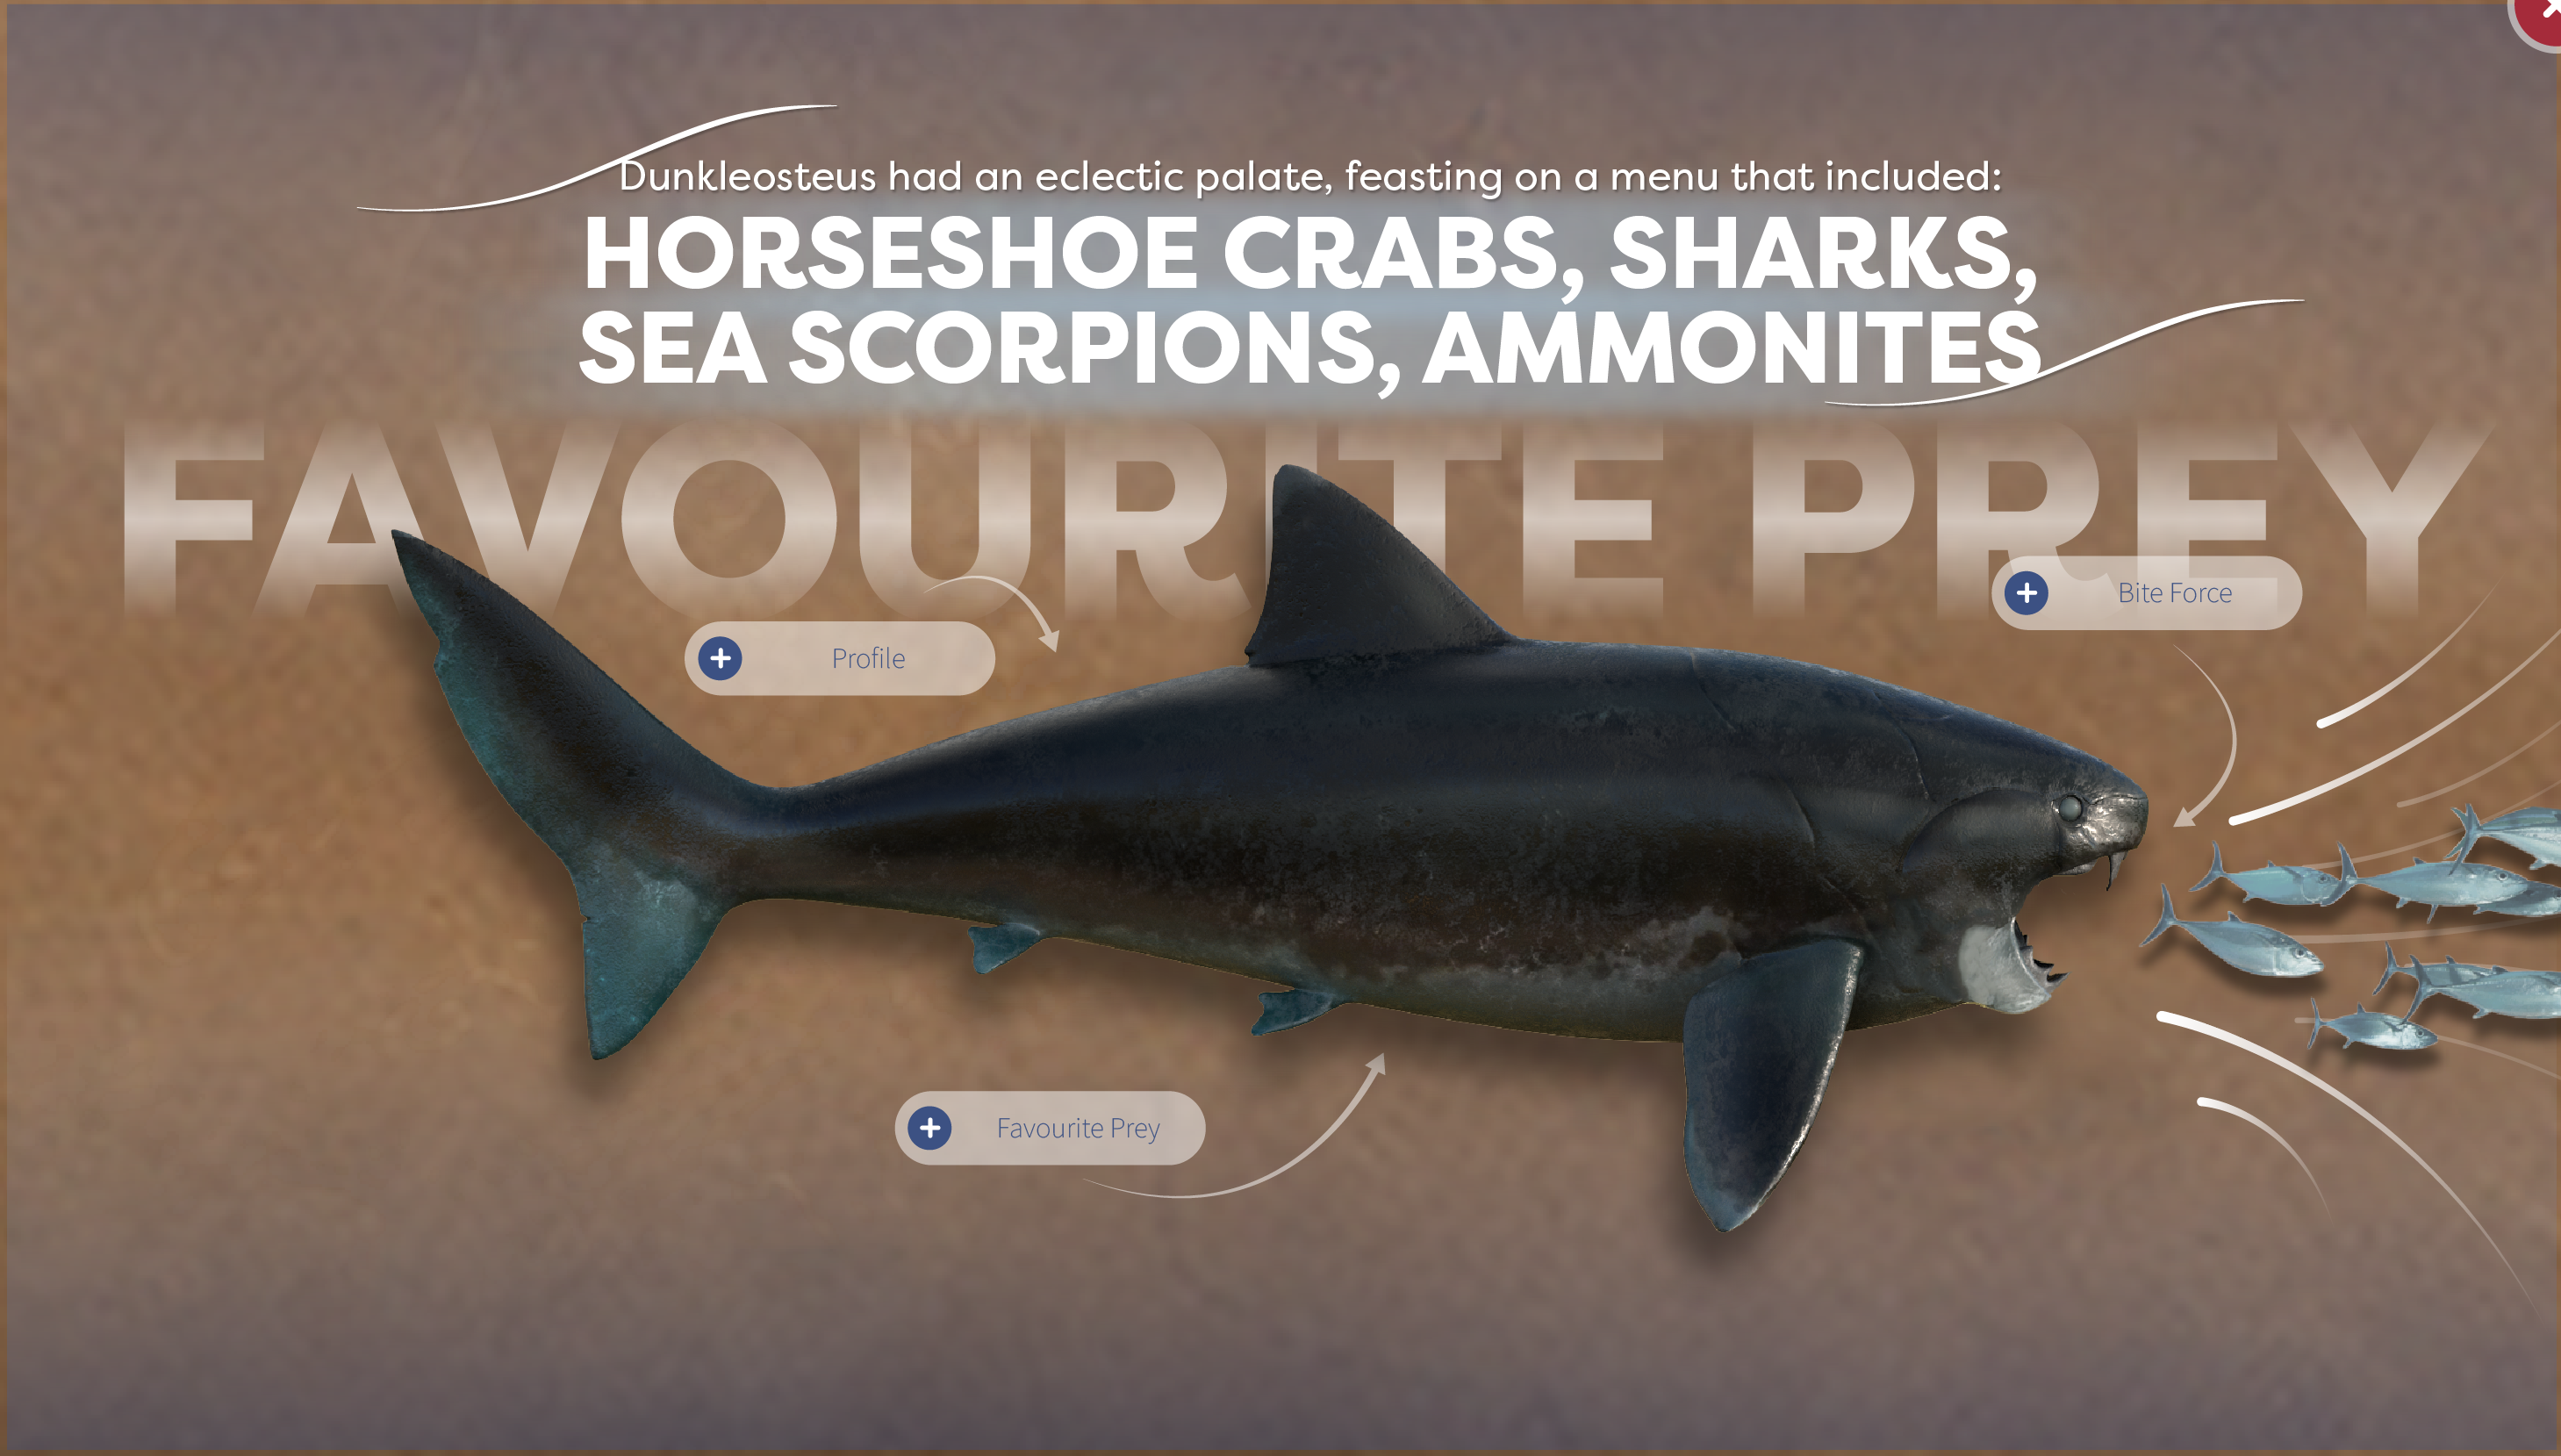 Dunkleosteus had an eclectic palate, feasting on a menu that included:
HORSESHOE CRABS, SHARKS,
SEA SCORPIONS, AMMONITES
FAVOURITE PREY
Bite Force
Profile
Favourite Prey